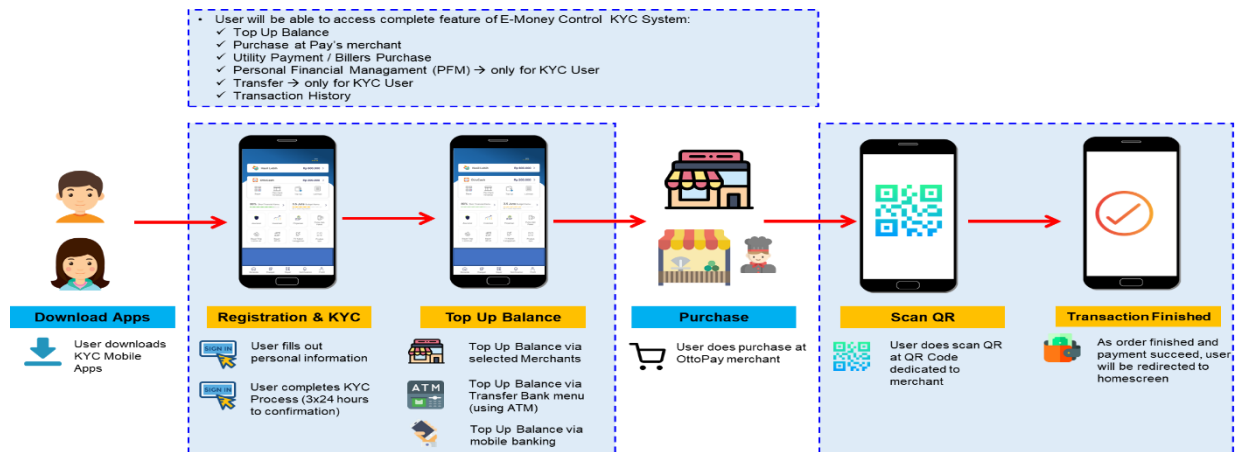 • User will be able to access complete feature of E-Money Control KYC System:
✓ Top Up Balance
✓ Purchase at Pay's merchant
✓ Utility Payment / Billers Purchase
✓ Personal Financial Managament (PFM) → only for KYC User
✓ Transfer → only for KYC User
✓ Transaction History
Download Apps
User downloads
KYC Mobile
Apps
Registration & KYC
SIGN IN
User fills out
personal information
SIGN IN
User completes KYC
Process (3x24 hours
to confirmation)
Top Up Balance
Top Up Balance via
selected Merchants
ATM
Top Up Balance via
Transfer Bank menu
(using ATM)
Top Up Balance via
mobile banking
Purchase
User does purchase at
OttoPay merchant
Scan QR
User does scan QR
at QR Code
dedicated to
merchant
Transaction Finished
As order finished and
payment succeed, user
will be redirected to
homescreen